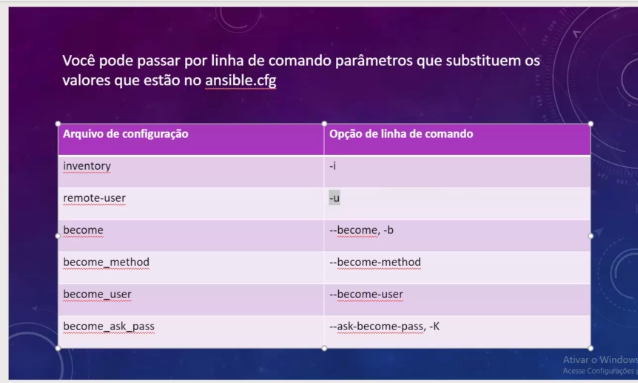 Você pode passar por linha de comando parâmetros que substituem os
valores que estão no ansible.cfg
Arquivo de configuração Opção de linha de comando
inventory -i
remote-user -u
become --become, -b
become_method --become-method
become_user --become-user
become_ask_pass --ask-become-pass, -K
Ativar o Windows
Acesse Configurações